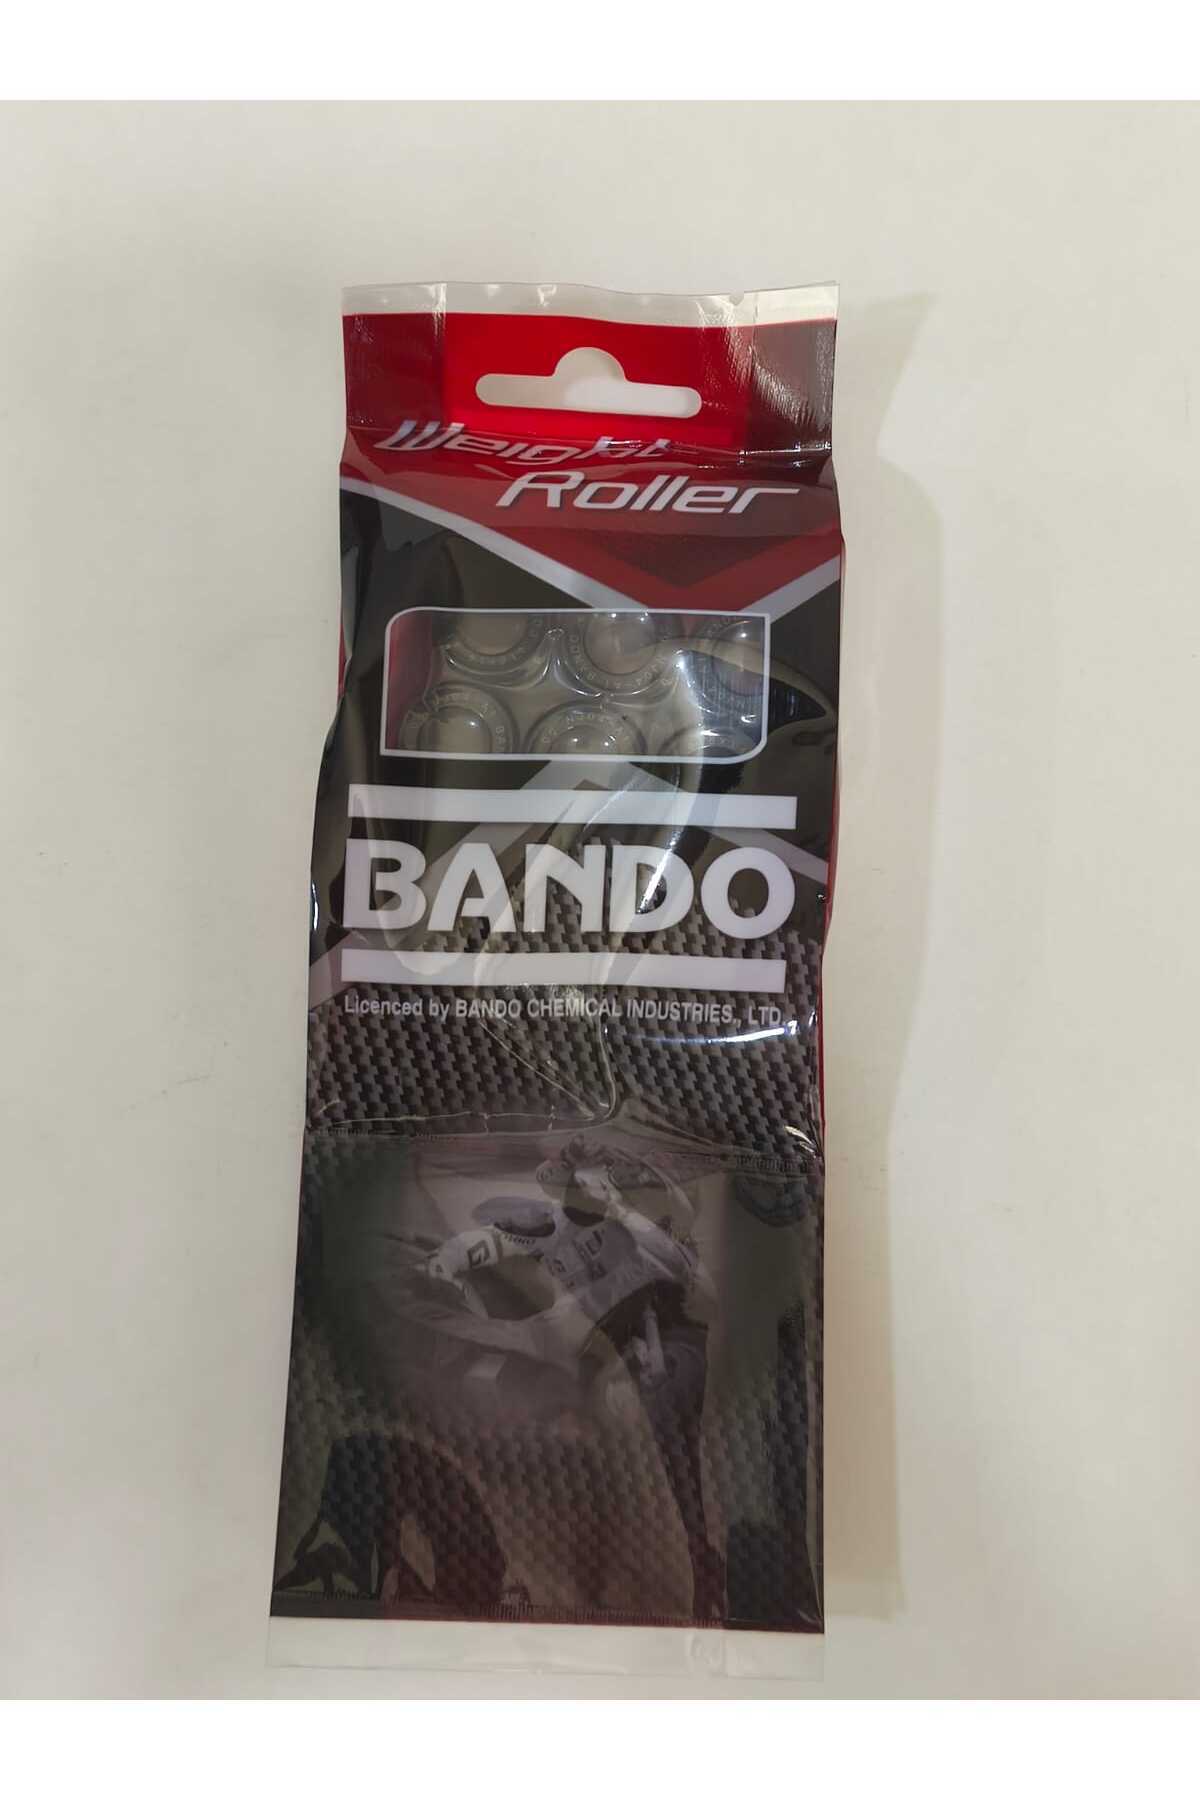 Weight
Roller
BANDO
Licenced by BANDO CHEMICAL INDUSTRIES., LTD.